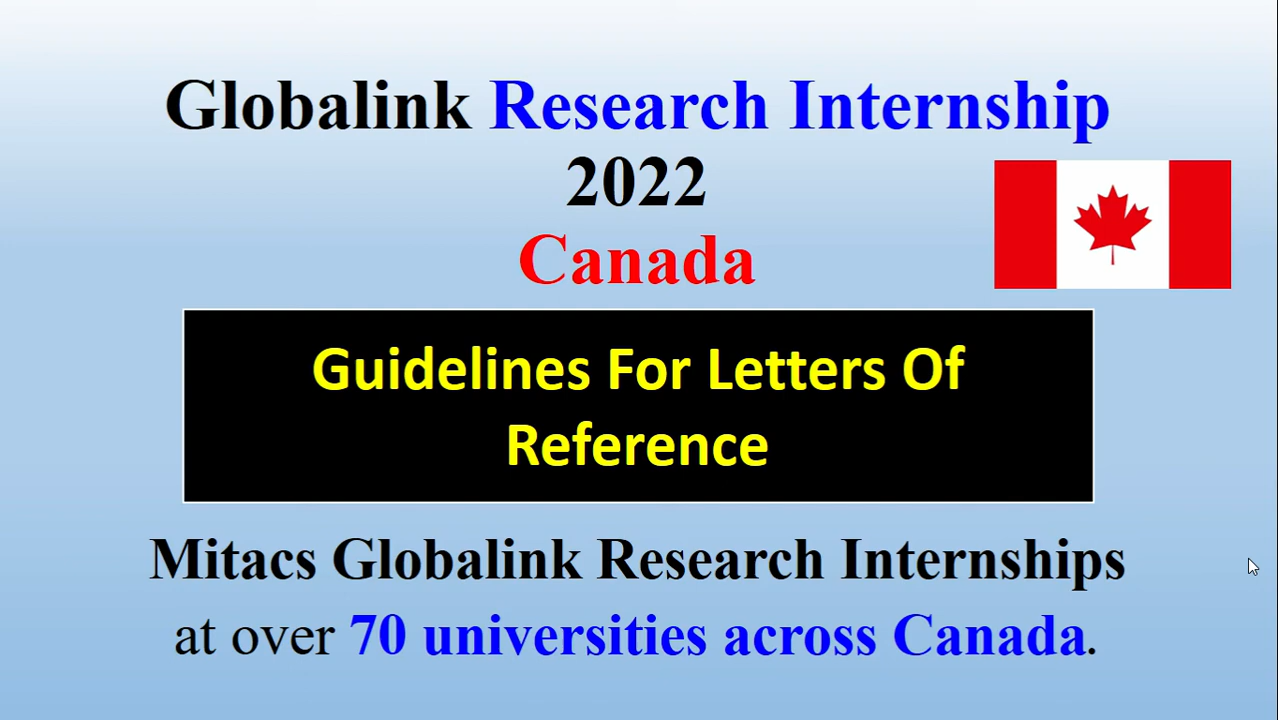 Globalink Research Internship
2022
Canada
Guidelines For Letters Of
Reference
Mitacs Globalink Research Internships
at over 70 universities across Canada.